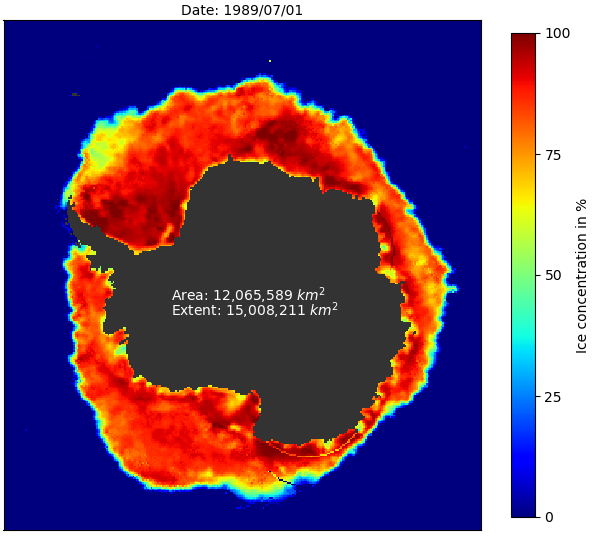 Date: 1989/07/01
Area: 12,065,589 km²
Extent: 15,008,211 km²
100
75
50
25
0
Ice concentration in %